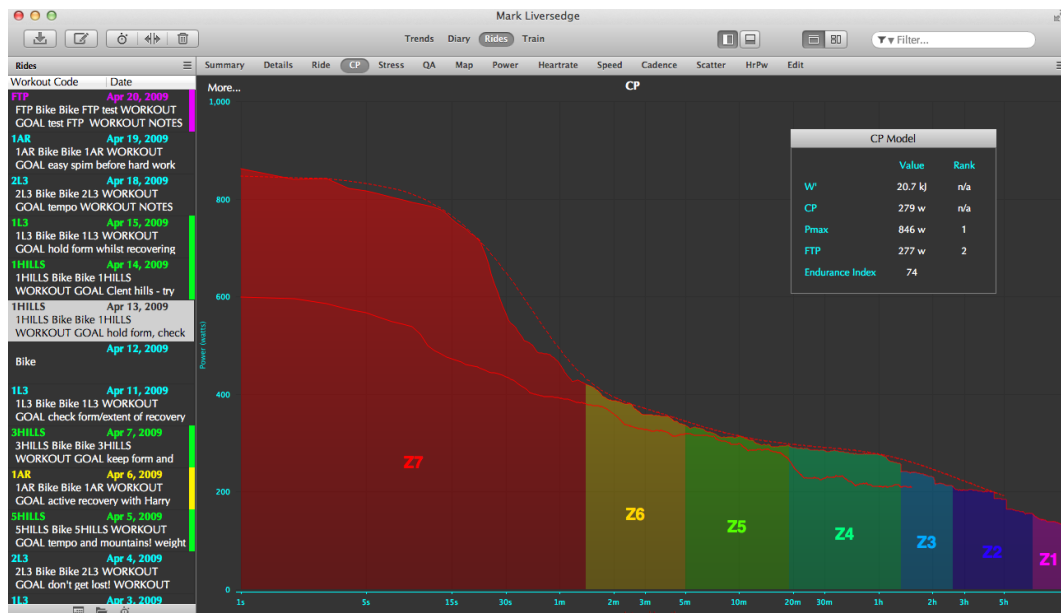 Mark Liversedge
Trends Diary Rides Train
Filter...
Rides
Summary Details Ride CP Stress QA Map Power Heartrate Speed Cadence Scatter HrPw Edit
Workout Code Date
FTP Apr 20, 2009
FTP Bike Bike FTP test WORKOUT
GOAL test FTP WORKOUT NOTES
1AR Apr 19, 2009
1AR Bike Bike 1AR WORKOUT
GOAL easy spim before hard work
2L3 Apr 18, 2009
2L3 Bike Bike 2L3 WORKOUT
GOAL tempo WORKOUT NOTES
1L3 Apr 15, 2009
1L3 Bike Bike 1L3 WORKOUT
GOAL hold form whilst recovering
1HILLS Apr 14, 2009
1HILLS Bike Bike 1HILLS
WORKOUT GOAL Clent hills - try
1HILLS Apr 13, 2009
1HILLS Bike Bike 1HILLS
WORKOUT GOAL hold form, check
Apr 12, 2009
Bike
1L3 Apr 11, 2009
1L3 Bike Bike 1L3 WORKOUT
GOAL check form/extent of recovery
3HILLS Apr 7, 2009
3HILLS Bike Bike 3HILLS
WORKOUT GOAL keep form and
1AR Apr 6, 2009
1AR Bike Bike 1AR WORKOUT
GOAL active recovery with Harry
5HILLS Apr 5, 2009
5HILLS Bike 5HILLS WORKOUT
GOAL tempo and mountains! weight
2L3 Apr 4, 2009
2L3 Bike Bike 2L3 WORKOUT
GOAL don't get lost! WORKOUT
1L3 Apr 3, 2009
More...
CP
1,000
800
600
400
200
0
Power (watts)
CP Model
Value Rank
W' 20.7 kJ n/a
CP 279 w n/a
Pmax 846 w 1
FTP 277 w 2
Endurance Index 74
Z7
Z6
Z5
Z4
Z3
Z2
Z1
1s 5s 15s 30s 1m 2m 3m 5m 10m 20m 30m 1h 2h 3h 5h